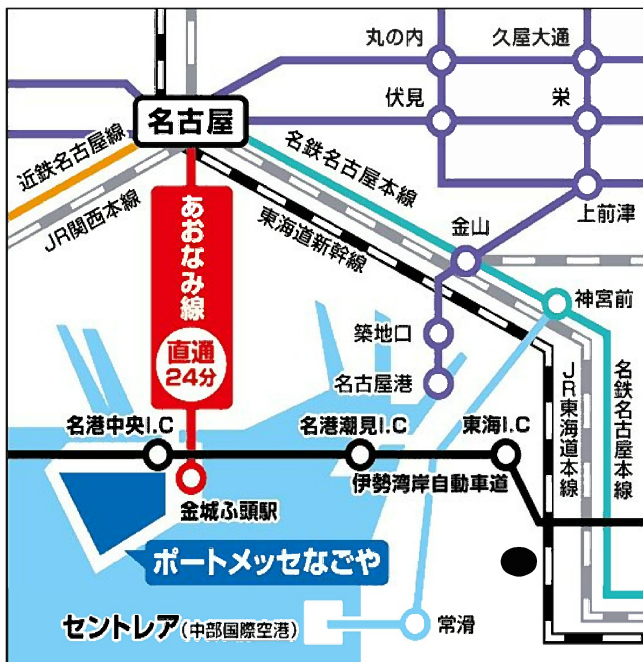 丸の内
久屋大通
伏見
栄
名古屋
近鉄名古屋線
JR関西本線
名鉄名古屋本線
東海道新幹線
上前津
金山
あおなみ線
直通
24分
神宮前
築地口
名古屋港
JR東海道本線
名鉄名古屋本線
名港中央I.C
名港潮見I.C
東海I.C
伊勢湾岸自動車道
金城ふ頭駅
ポートメッセなごや
セントレア(中部国際空港)
常滑